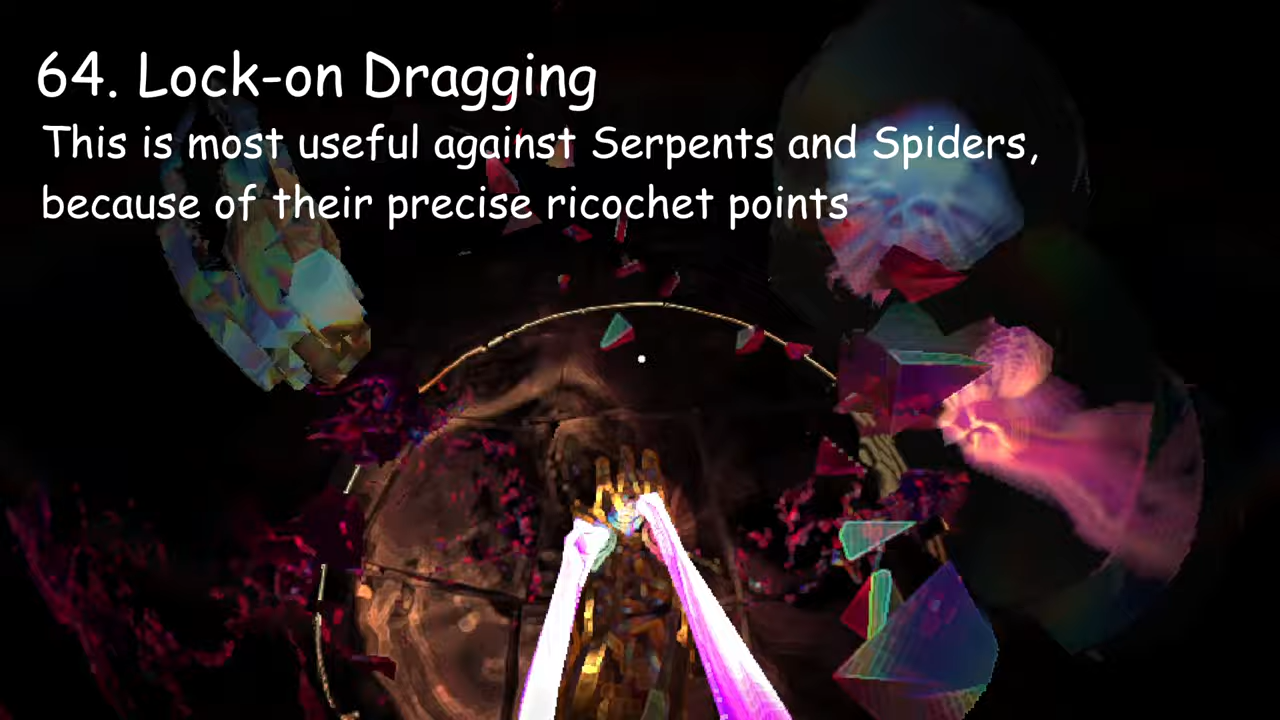 64. Lock-on Dragging
This is most useful against Serpents and Spiders,
because of their precise ricochet points